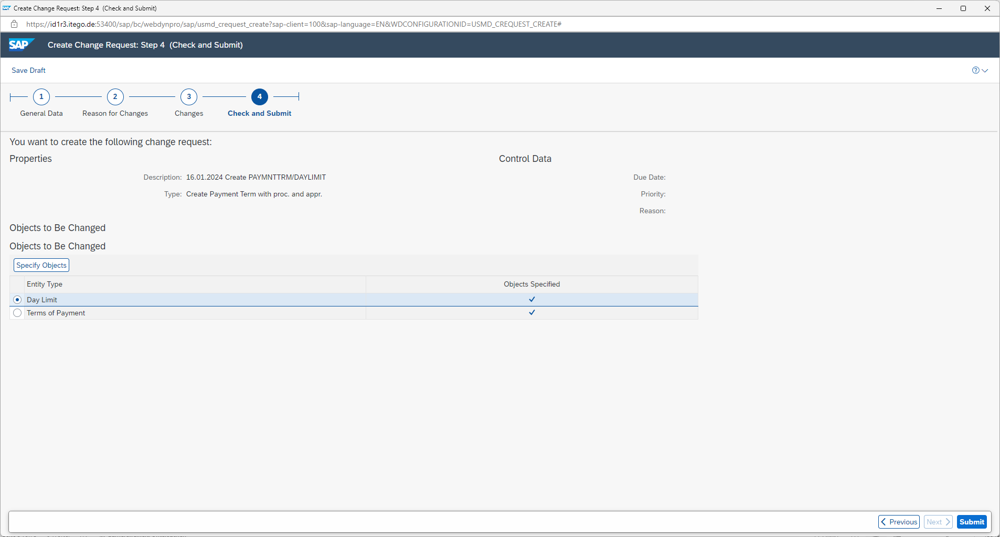 Create Change Request: Step 4 (Check and Submit)
https://id1r3.itego.de:53400/sap/bc/webdynpro/sap/usmd_crequest_create?sap-client=100&sap-language=EN&WDCONFIGURATIONID=USMD_CREQUEST_CREATE#
SAP Create Change Request: Step 4 (Check and Submit)
Save Draft
1 2 3 4
General Data Reason for Changes Changes Check and Submit
You want to create the following change request:
Properties Control Data
Description: 16.01.2024 Create PAYMNTTRM/DAYLIMIT Due Date:
Type: Create Payment Term with proc. and appr. Priority:
Reason:
Objects to Be Changed
Objects to Be Changed
Specify Objects
Entity Type Objects Specified
Day Limit
Terms of Payment
Previous Next Submit